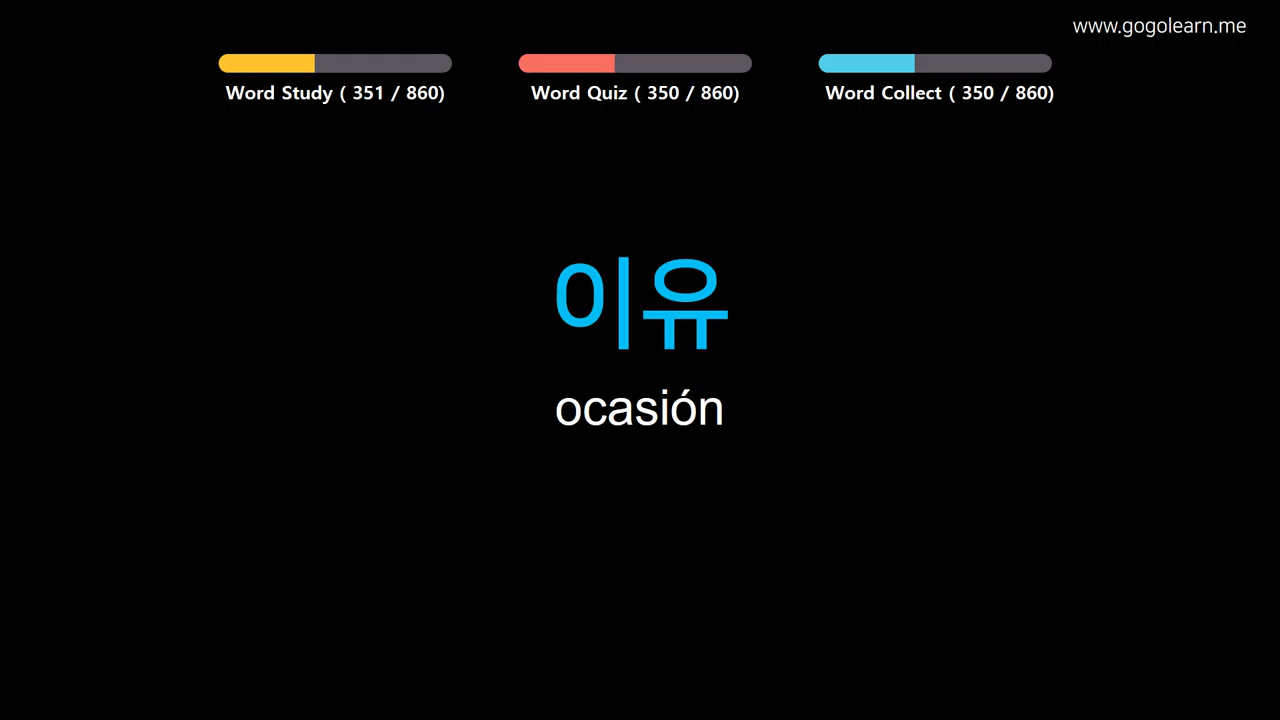 www.gogolearn.me
Word Study ( 351 / 860)
Word Quiz ( 350 / 860)
Word Collect ( 350 / 860)
이유
ocasión